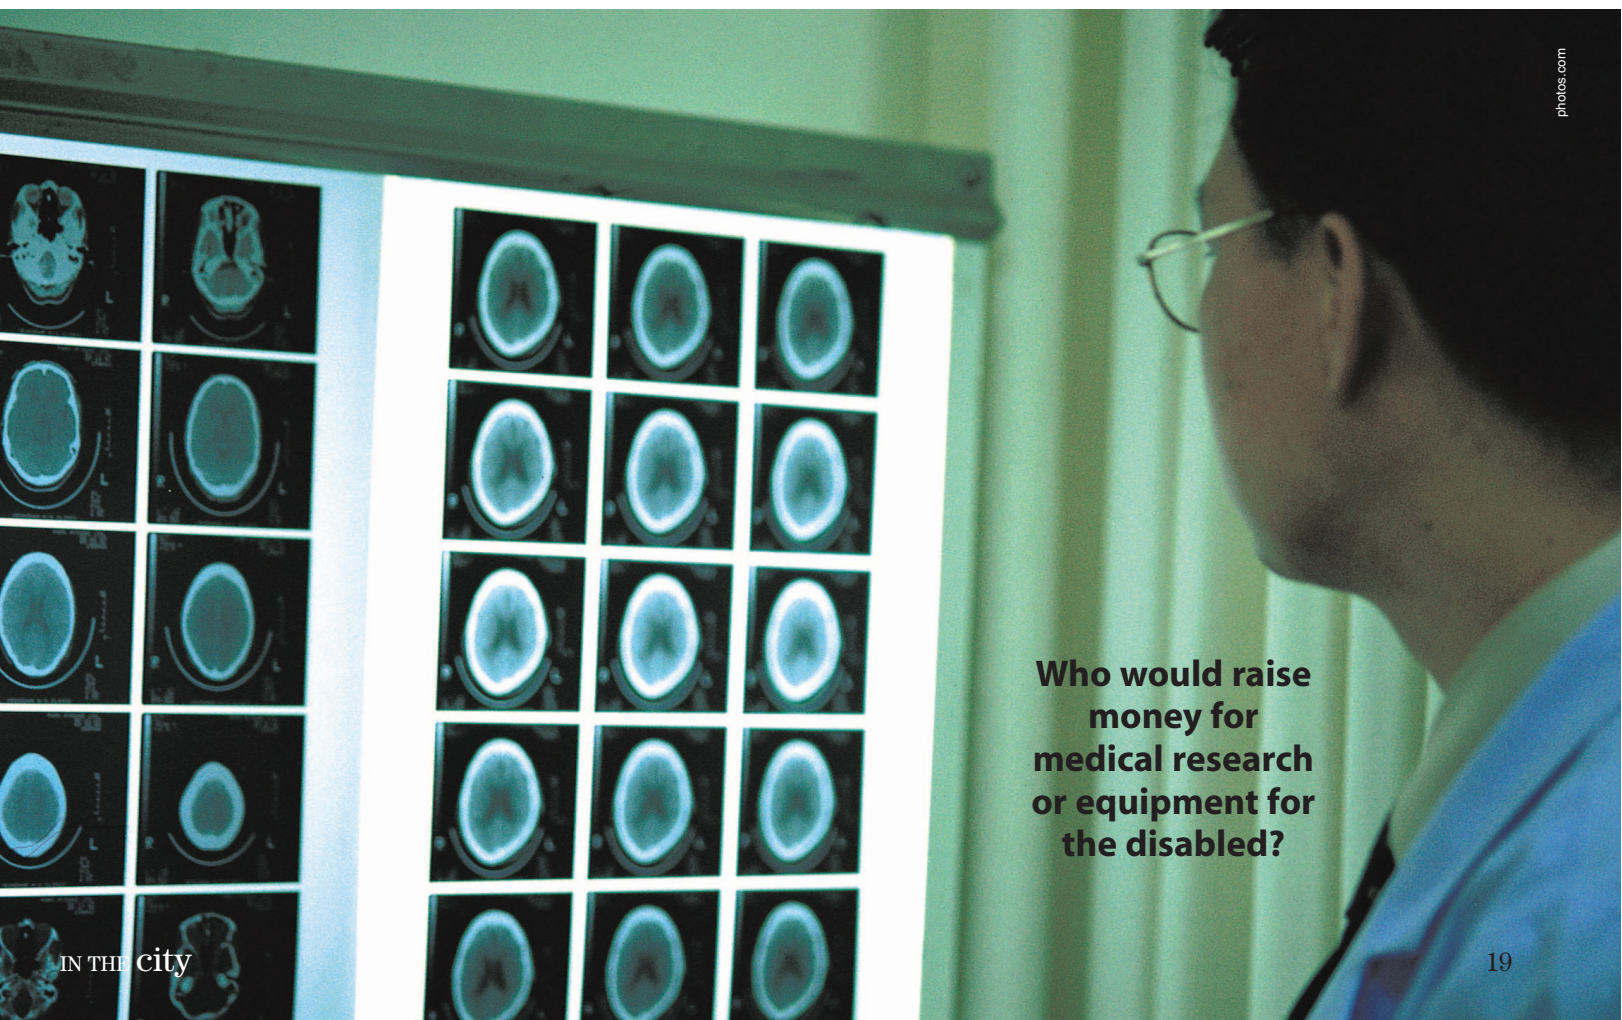 photos.com
Who would raise
money for
medical research
or equipment for
the disabled?
IN THE city
19